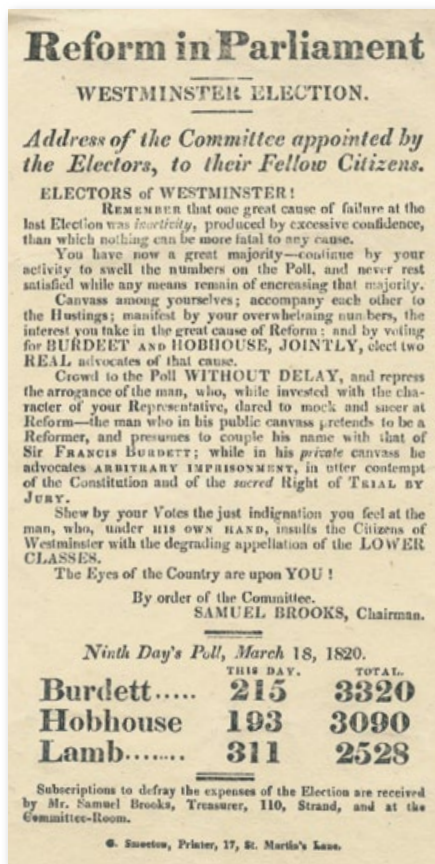 Reform in Parliament
WESTMINSTER ELECTION.
Address of the Committee appointed by
the Electors, to their Fellow Citizens.
ELECTORS of WESTMINSTER!
REMEMBER that one great cause of failure at the
last Election was inactivity, produced by excessive confidence,
than which nothing can be more fatal to any cause.
You have now a great majority—continue by your
activity to swell the numbers on the Poll, and never rest
satisfied while any means remain of encreasing that majority.
Canvass among yourselves; accompany each other to
the Hustings; manifest by your overwhelming numbers, the
interest you take in the great cause of Reform; and by voting
for BURDEET AND HOBHOUSE, JOINTLY, elect two
REAL advocates of that cause.
Crowd to the Poll WITHOUT DELAY, and repress
the arrogance of the man, who, while invested with the cha-
racter of your Representative, dared to mock and sneer at
Reform—the man who in his public canvass pretends to be a
Reformer, and presumes to couple his name with that of
Sir FRANCIS BURDETT; while in his private canvass he
advocates ARBITRARY IMPRISONMENT, in utter contempt
of the Constitution and of the sacred Right of TRIAL BY
JURY.
Shew by your Votes the just indignation you feel at the
man, who, under HIS OWN HAND, insults the Citizens of
Westminster with the degrading appellation of the LOWER
CLASSES.
The Eyes of the Country are upon YOU!
By order of the Committee.
SAMUEL BROOKS, Chairman.
Ninth Day's Poll, March 18, 1820.
THIS DAY. TOTAL.
Burdett..... 215 3320
Hobhouse 193 3090
Lamb....... 311 2528
Subscriptions to defray the expenses of the Election are received
by Mr. Samuel Brooks, Treasurer, 110, Strand, and at the
Committee-Room.
G. Smeeton, Printer, 17, St. Martin's Lane.